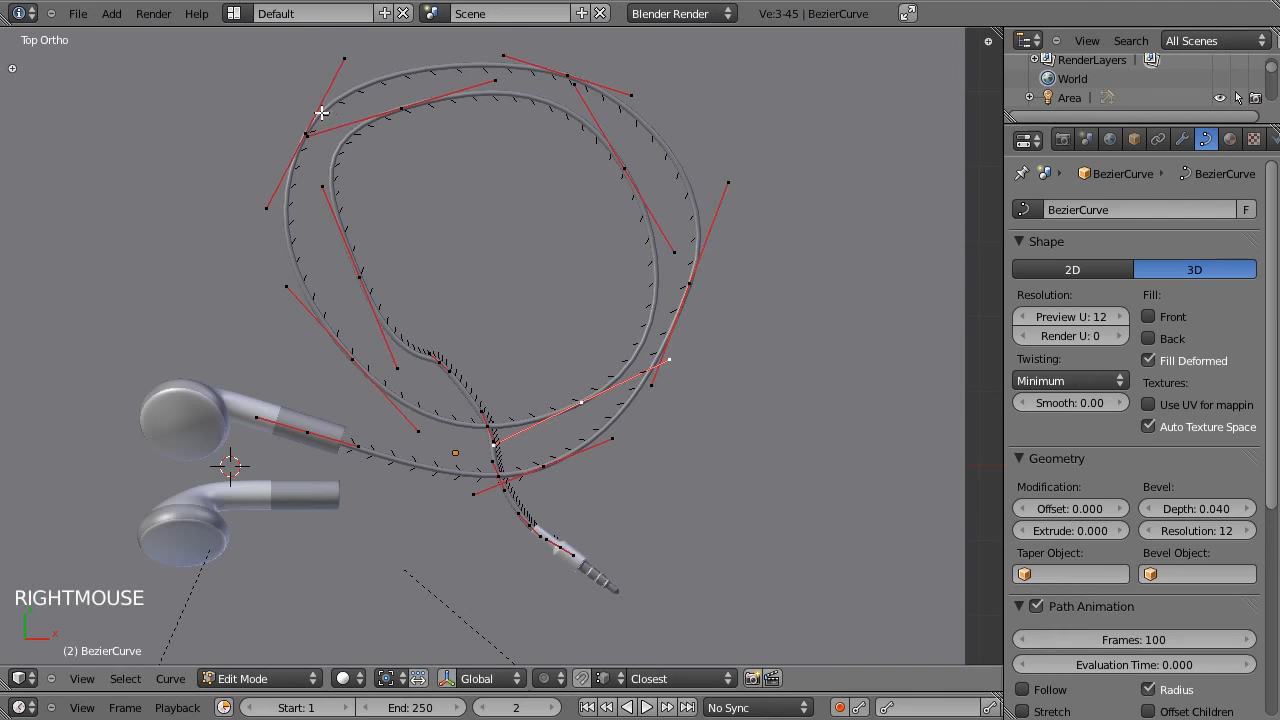 File Add Render Help Default Scene Blender Render Ve:3-45 | BezierCurve
Top Ortho
View Search All Scenes
RenderLayers |
World
Area |
BezierCurve BezierCurve
BezierCurve F
Shape
2D 3D
Resolution: Fill:
Preview U: 12 Front
Render U: 0 Back
Twisting: Fill Deformed
Minimum Textures:
Smooth: 0.00 Use UV for mappin
Auto Texture Space
Geometry
Modification: Bevel:
Offset: 0.000 Depth: 0.040
Extrude: 0.000 Resolution: 12
Taper Object: Bevel Object:
Path Animation
Frames: 100
Evaluation Time: 0.000
Follow Radius
Stretch Offset Children
RIGHTMOUSE
x
(2) BezierCurve
View Select Curve Edit Mode Global Closest
View Frame Playback Start: 1 End: 250 2 No Sync